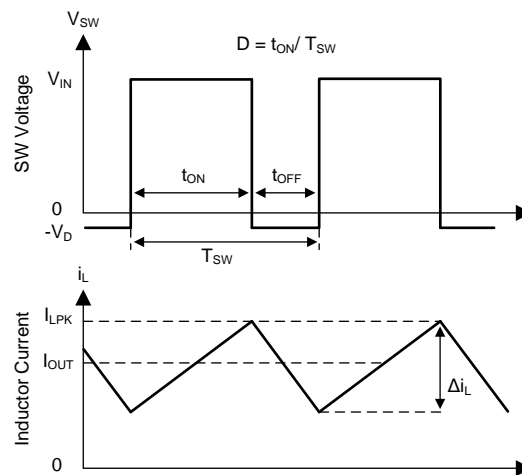 V_SW
D = t_ON/ T_SW
V_IN
SW Voltage
t_ON
t_OFF
0
-V_D
T_SW
i_L
I_LPK
I_OUT
Inductor Current
Δi_L
0